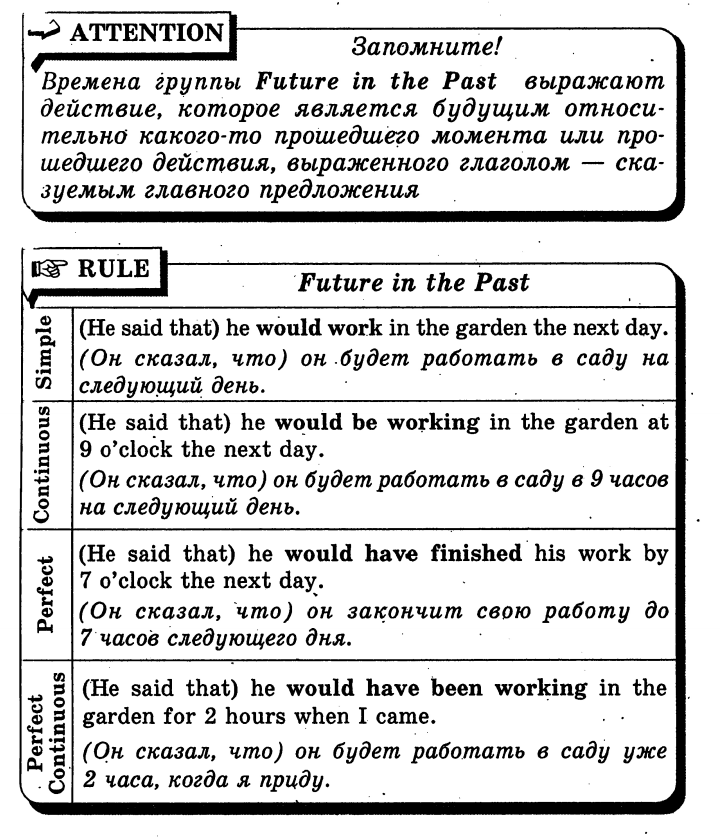 ATTENTION
Запомните!
Времена группы Future in the Past выражают
действие, которое является будущим относи-
тельно какого-то прошедшего момента или про-
шедшего действия, выраженного глаголом — ска-
зуемым главного предложения
RULE
Future in the Past
Simple
(He said that) he would work in the garden the next day.
(Он сказал, что) он будет работать в саду на
следующий день.
Continuous
(He said that) he would be working in the garden at
9 o'clock the next day.
(Он сказал, что) он будет работать в саду в 9 часов
на следующий день.
Perfect
(He said that) he would have finished his work by
7 o'clock the next day.
(Он сказал, что) он закончит свою работу до
7 часов следующего дня.
Perfect
Continuous
(He said that) he would have been working in the
garden for 2 hours when I came.
(Он сказал, что) он будет работать в саду уже
2 часа, когда я приду.